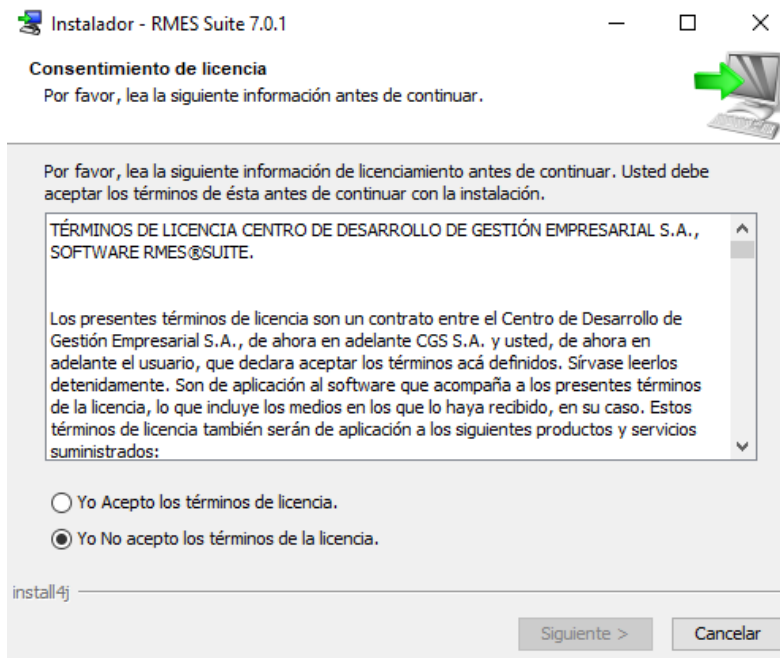 Instalador - RMES Suite 7.0.1
Consentimiento de licencia
Por favor, lea la siguiente información antes de continuar.
Por favor, lea la siguiente información de licenciamiento antes de continuar. Usted debe
aceptar los términos de ésta antes de continuar con la instalación.
TÉRMINOS DE LICENCIA CENTRO DE DESARROLLO DE GESTIÓN EMPRESARIAL S.A.,
SOFTWARE RMES®SUITE.
Los presentes términos de licencia son un contrato entre el Centro de Desarrollo de
Gestión Empresarial S.A., de ahora en adelante CGS S.A. y usted, de ahora en
adelante el usuario, que declara aceptar los términos acá definidos. Sírvase leerlos
detenidamente. Son de aplicación al software que acompaña a los presentes términos
de la licencia, lo que incluye los medios en los que lo haya recibido, en su caso. Estos
términos de licencia también serán de aplicación a los siguientes productos y servicios
suministrados:
Yo Acepto los términos de licencia.
Yo No acepto los términos de la licencia.
install4j
Siguiente >
Cancelar